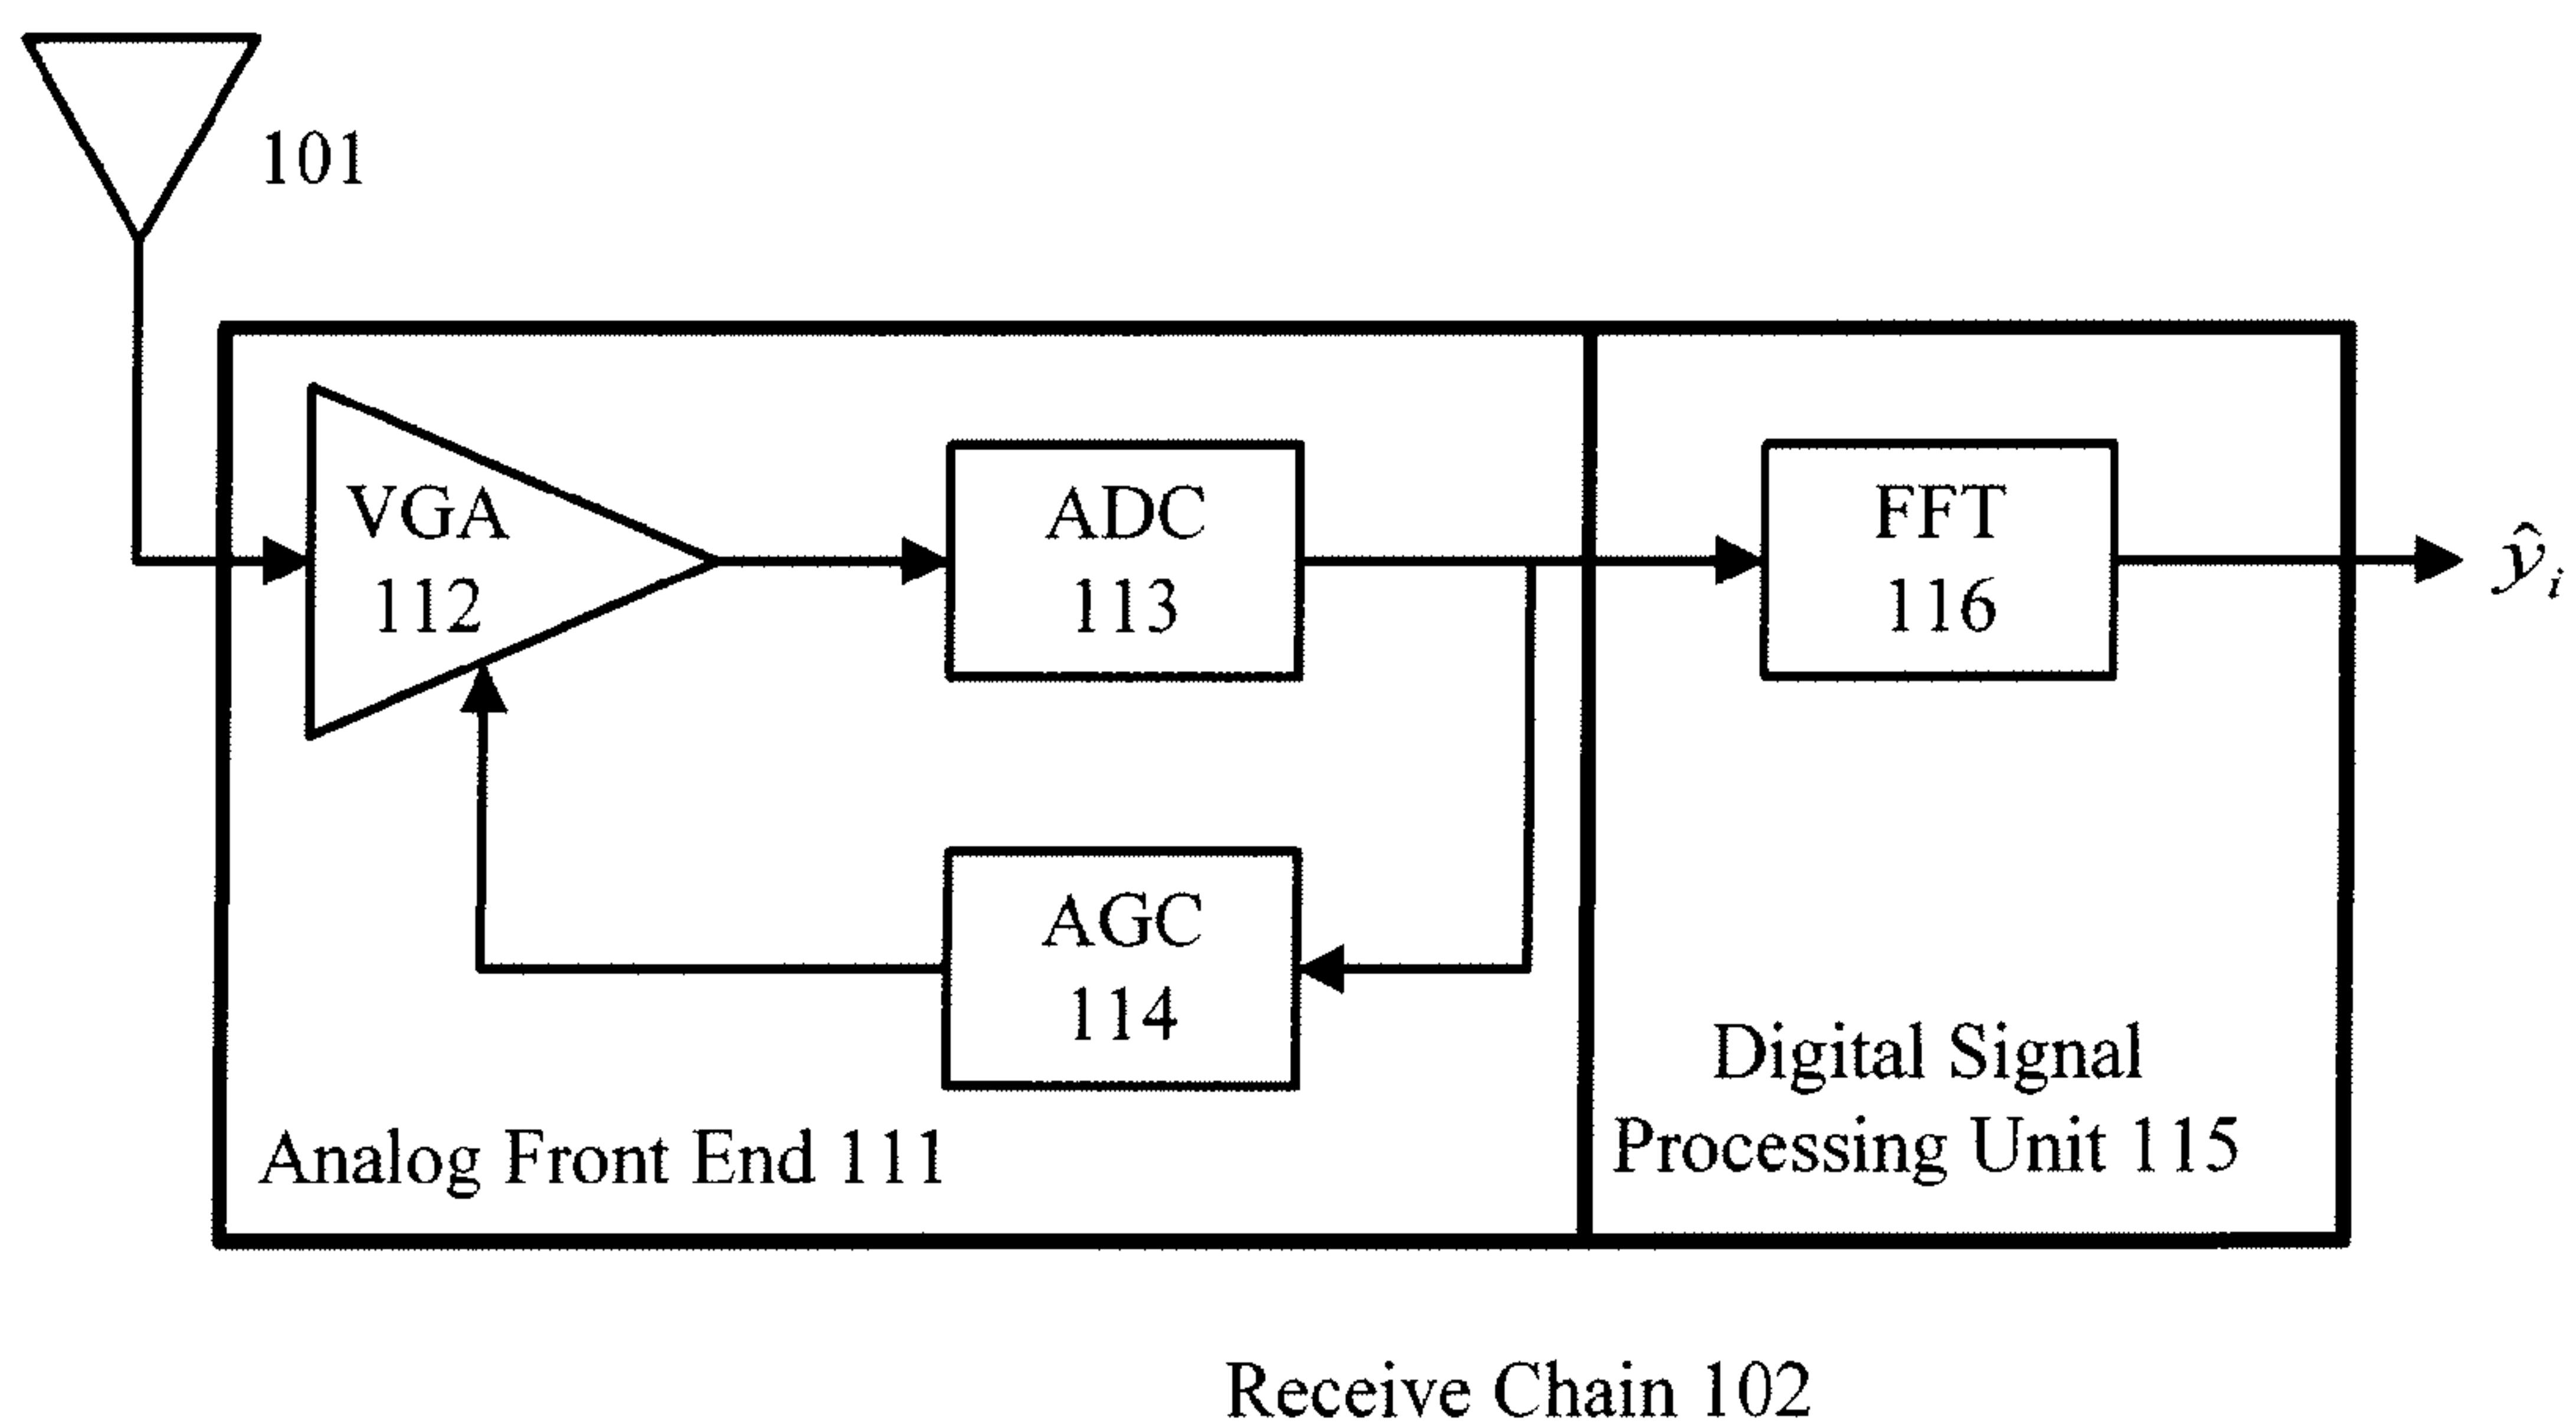 101
VGA
112
ADC
113
FFT
116
ŷi
AGC
114
Analog Front End 111
Digital Signal
Processing Unit 115
Receive Chain 102